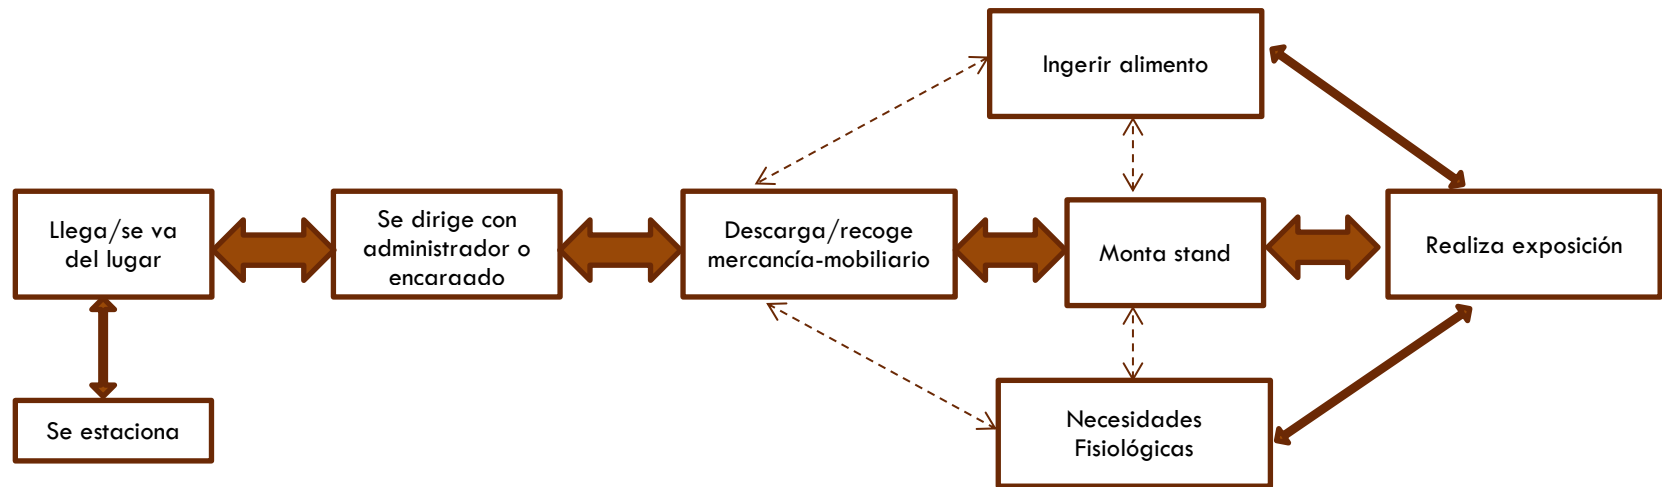 Ingerir alimento
Llega/se va
del lugar
Se dirige con
administrador o
encaraado
Descarga/recoge
mercancía-mobiliario
Monta stand
Realiza exposición
Se estaciona
Necesidades
Fisiológicas